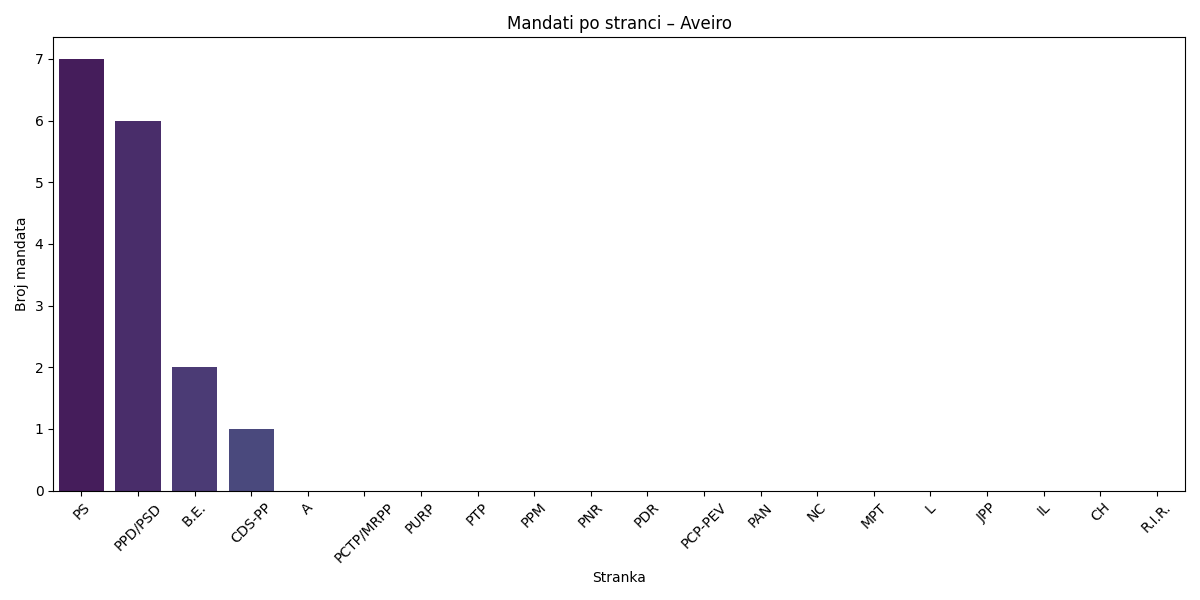 Mandati po stranci – Aveiro
Broj mandata
7
6
5
4
3
2
1
0
PS
PPD/PSD
B.E.
CDS-PP
A
PCTP/MRPP
PURP
PTP
PPM
PNR
PDR
PCP-PEV
PAN
NC
MPT
L
JPP
IL
CH
R.I.R.
Stranka